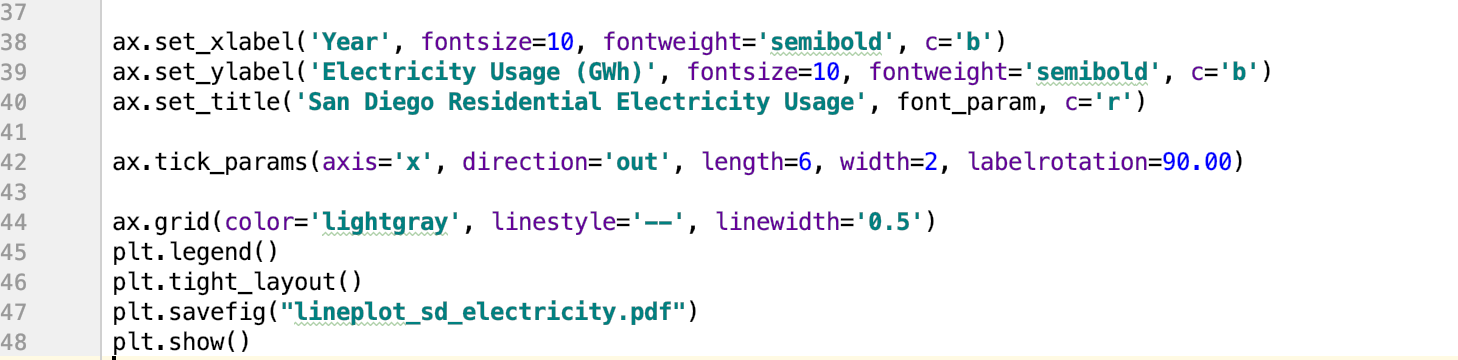 37
38 ax.set_xlabel('Year', fontsize=10, fontweight='semibold', c='b')
39 ax.set_ylabel('Electricity Usage (GWh)', fontsize=10, fontweight='semibold', c='b')
40 ax.set_title('San Diego Residential Electricity Usage', font_param, c='r')
41
42 ax.tick_params(axis='x', direction='out', length=6, width=2, labelrotation=90.00)
43
44 ax.grid(color='lightgray', linestyle='--', linewidth='0.5')
45 plt.legend()
46 plt.tight_layout()
47 plt.savefig("lineplot_sd_electricity.pdf")
48 plt.show()